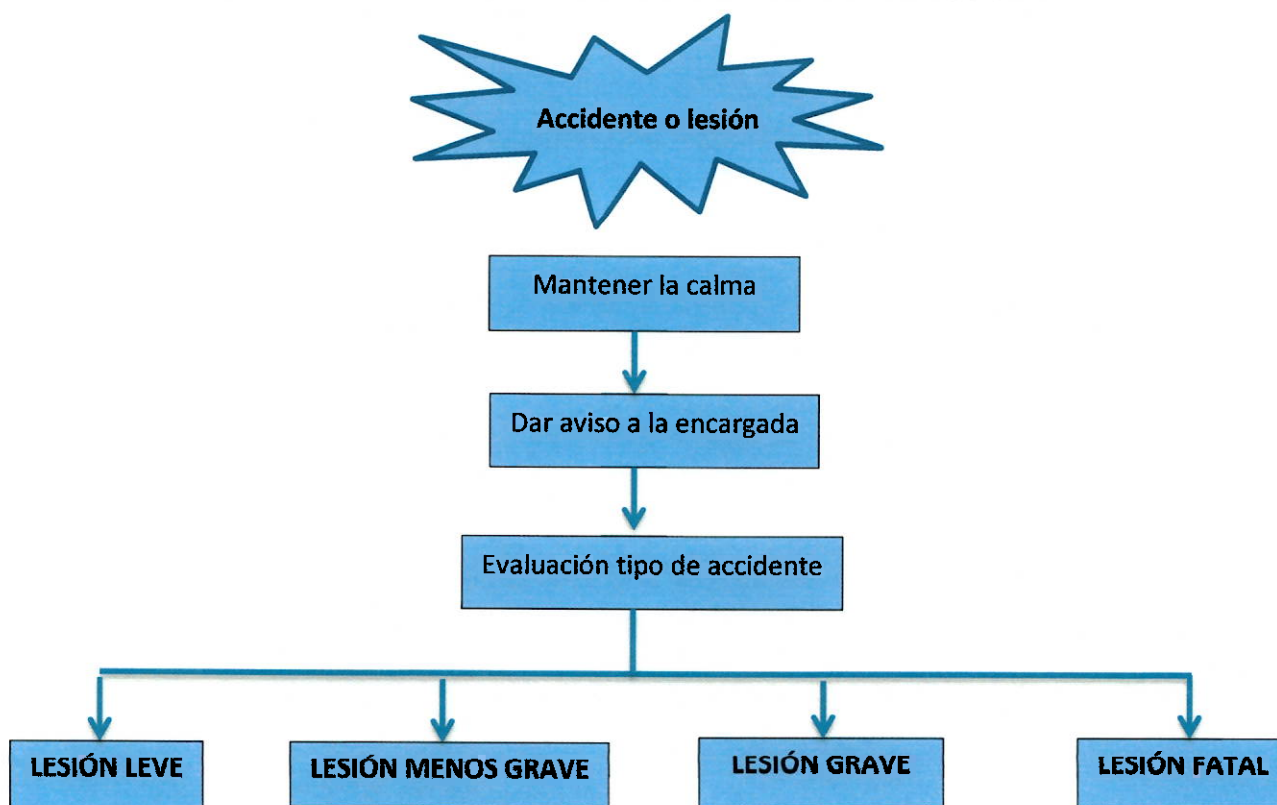 Accidente o lesión
Mantener la calma
Dar aviso a la encargada
Evaluación tipo de accidente
LESIÓN LEVE
LESIÓN MENOS GRAVE
LESIÓN GRAVE
LESIÓN FATAL